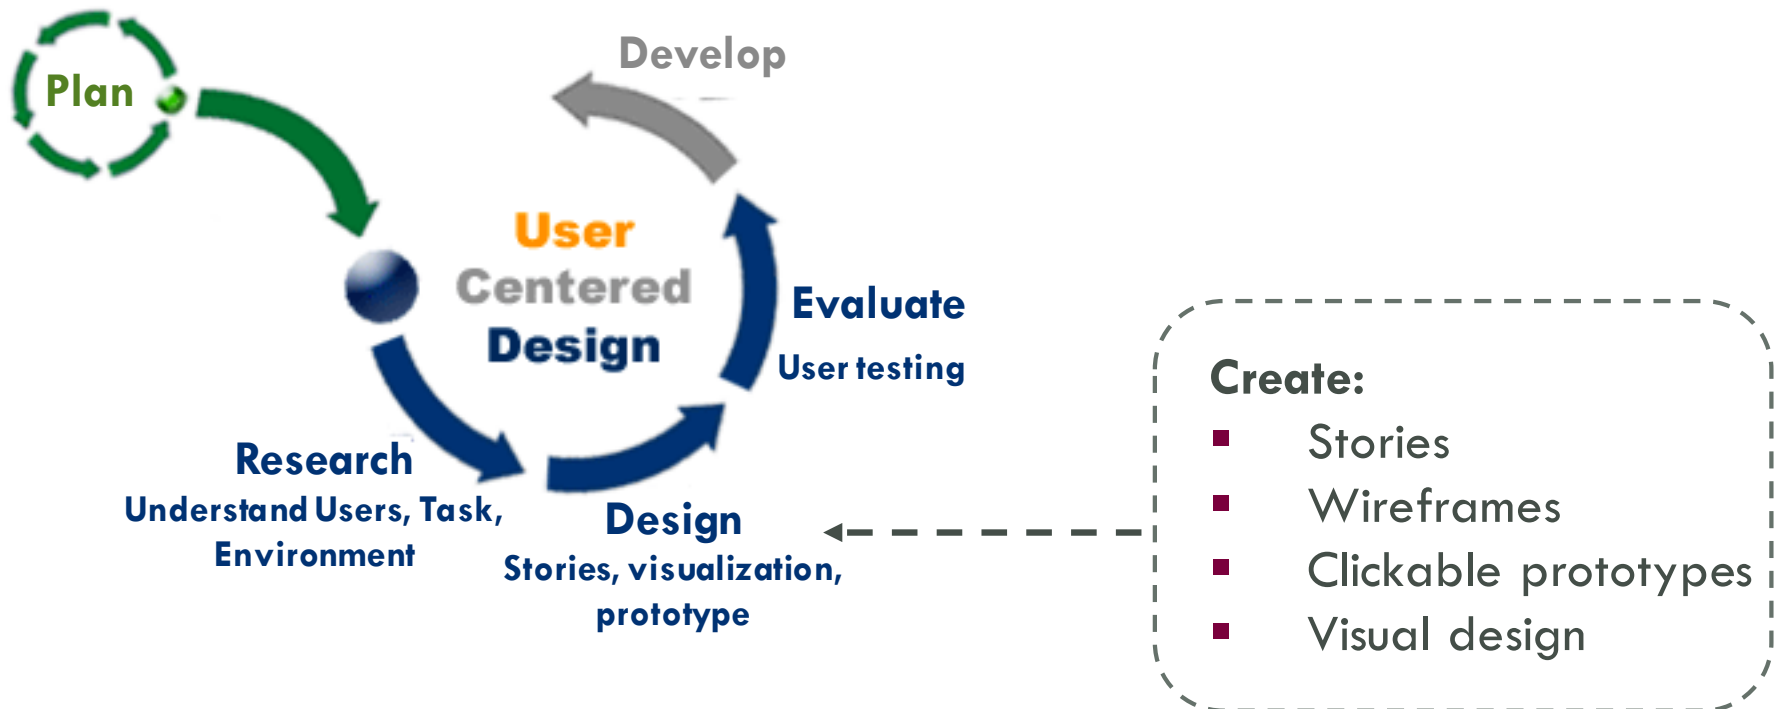 Plan
Develop
User
Centered
Design
Evaluate
User testing
Research
Understand Users, Task,
Environment
Design
Stories, visualization,
prototype
Create:
▪ Stories
▪ Wireframes
▪ Clickable prototypes
▪ Visual design